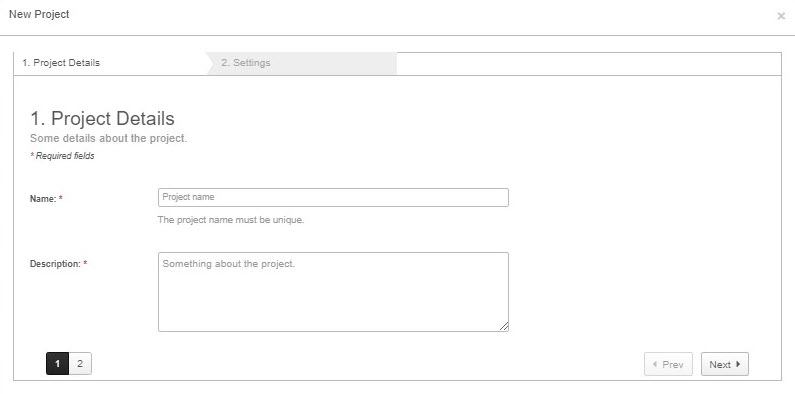 New Project ×
1. Project Details 2. Settings
1. Project Details
Some details about the project.
* Required fields
Name: * Project name
The project name must be unique.
Description: * Something about the project.
1 2 Prev Next